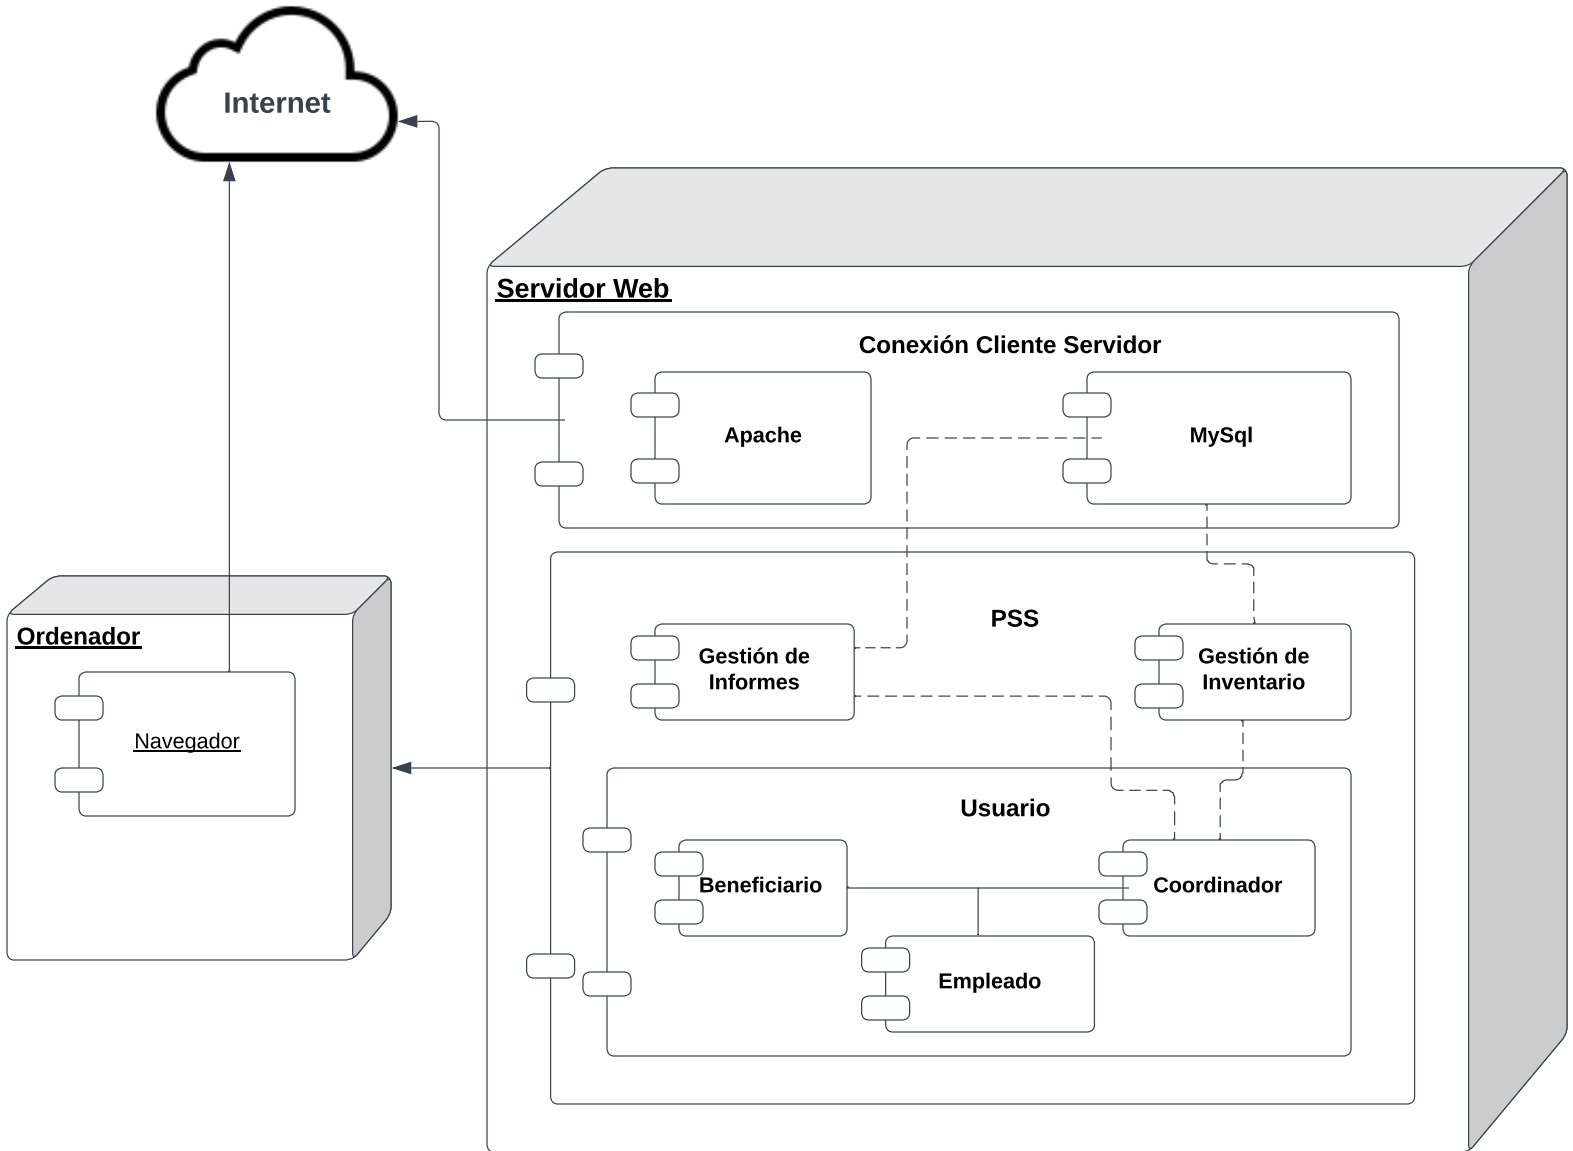 Internet
Servidor Web
Conexión Cliente Servidor
Apache
MySql
PSS
Ordenador
Gestión de
Informes
Gestión de
Inventario
Navegador
Usuario
Beneficiario
Coordinador
Empleado